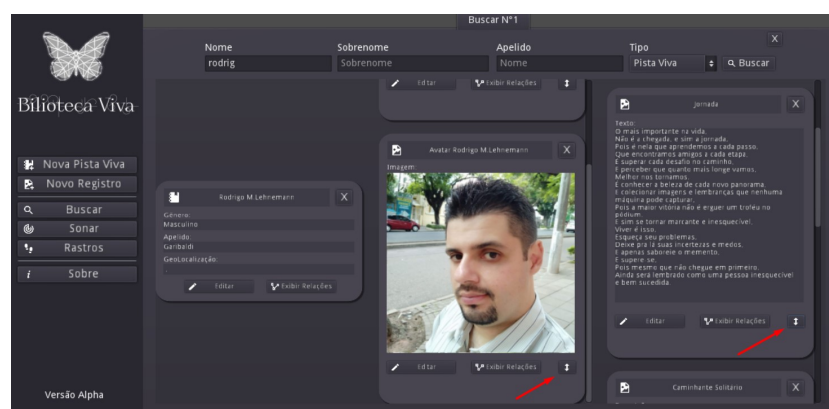 Buscar N°1
X
Nome
Sobrenome
Apelido
Tipo
rodrig
Sobrenome
Nome
Pista Viva
Buscar
Bilioteca Viva
Nova Pista Viva
Novo Registro
Buscar
Sonar
Rastros
i Sobre
Versão Alpha
Rodrigo M.Lehnemann X
Gênero:
Masculino
Apelido
Garibaldi
GeoLocalização:
Editar Exibir Relações
Editar Exibir Relações
Avatar Rodrigo M.Lehnemann X
Imagem:
Editar Exibir Relações
Jornada X
Texto:
O mais importante na vida,
Não é a chegada, e sim a jornada.
Pois é nela que aprendemos a cada passo,
Que encontramos amigos a cada etapa,
E superar cada desafio no caminho,
E perceber que quanto mais longe vamos,
Melhor nos tornamos.
E conhecer a beleza de cada novo panorama,
E colecionar imagens e lembranças que nenhuma
máquina pode capturar.
Pois a maior vitória não é erguer um troféu no
pódium,
E sim se tornar marcante e inesquecível.
Viver é isso,
Esqueça seu problemas,
Deixe pra lá suas incertezas e medos,
E apenas saboreie o momento,
E supere se,
Pois mesmo que não chegue em primeiro,
Ainda será lembrado como uma pessoa inesquecível
e bem sucedida.
Editar Exibir Relações
Caminhante Solitário X